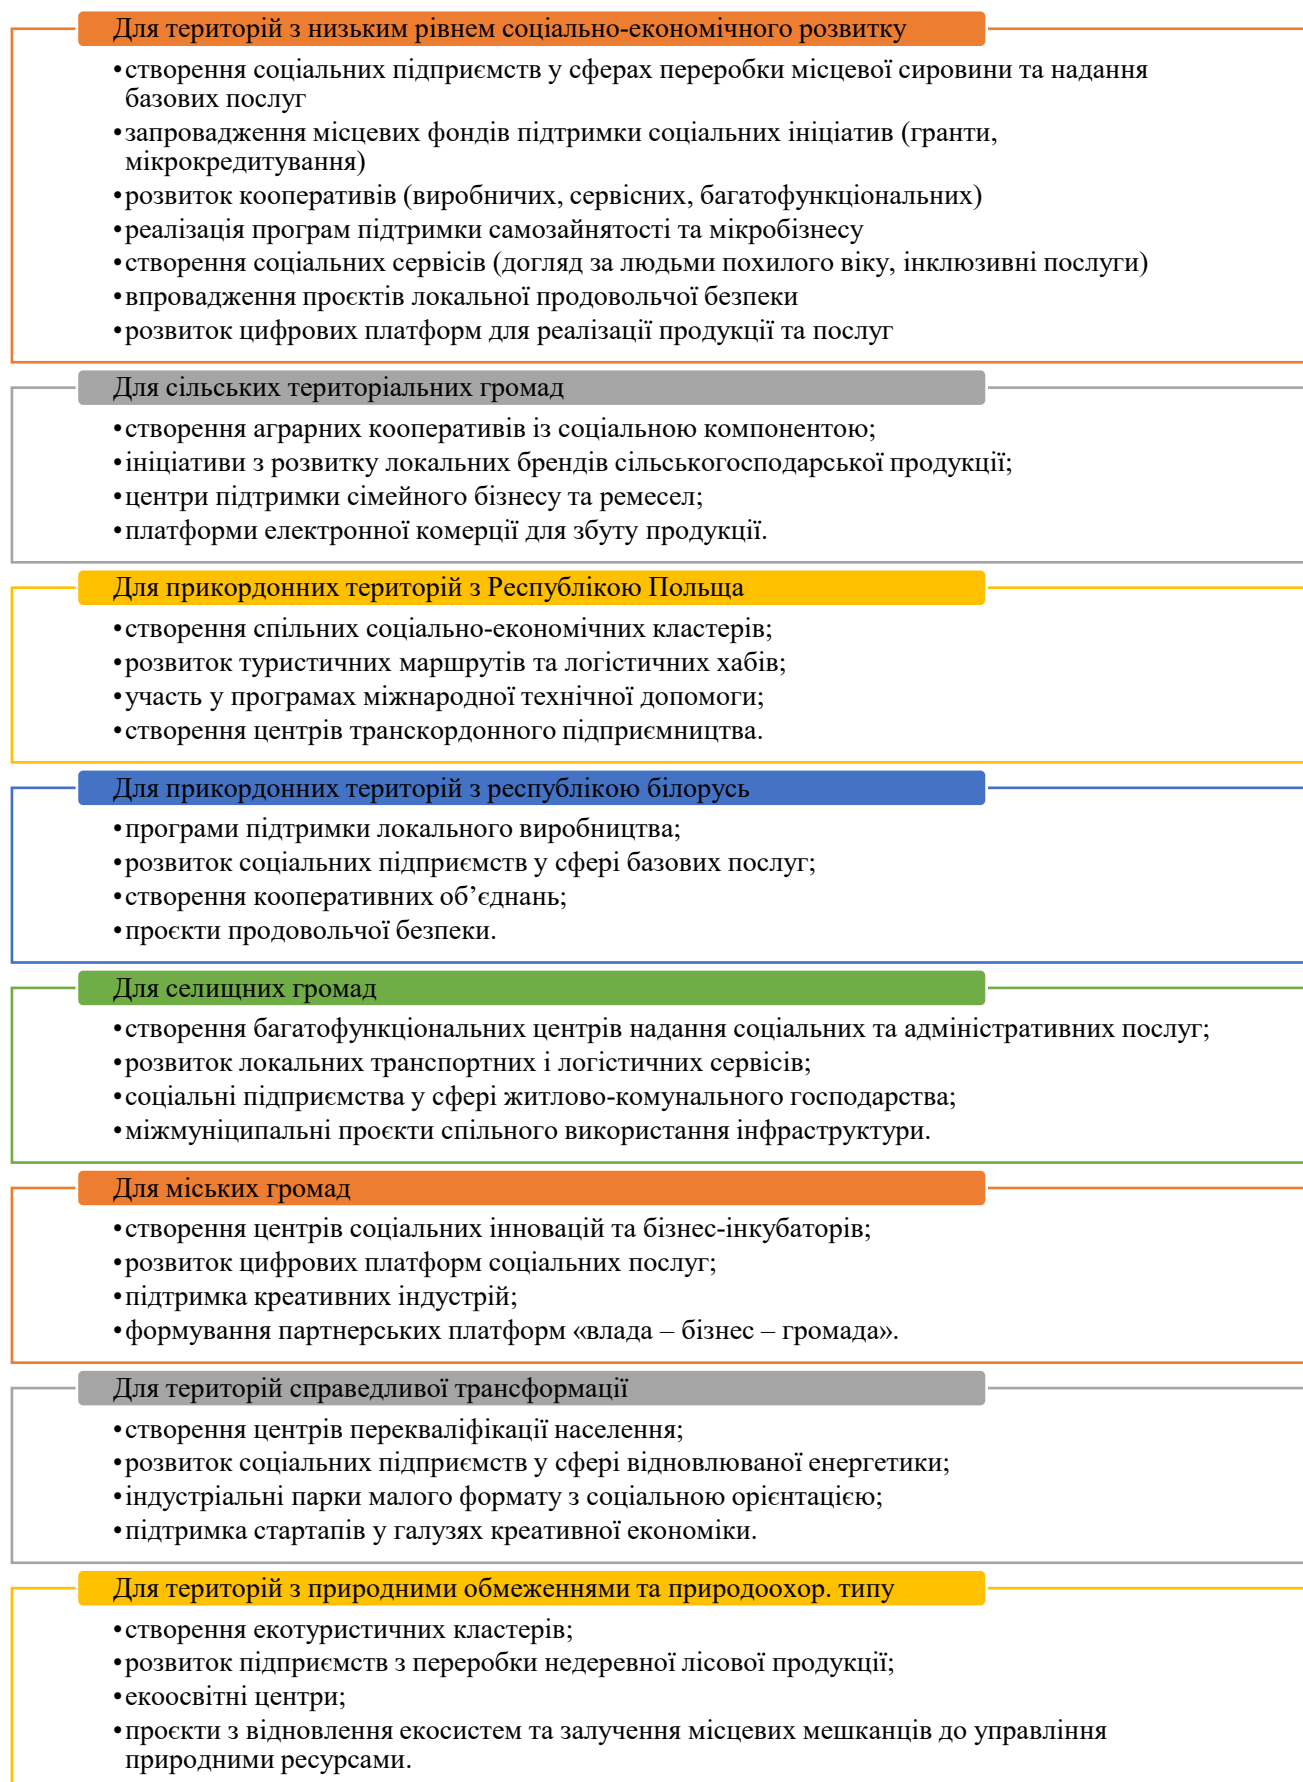 Для територій з низьким рівнем соціально-економічного розвитку
•створення соціальних підприємств у сферах переробки місцевої сировини та надання
базових послуг
•запровадження місцевих фондів підтримки соціальних ініціатив (гранти,
мікрокредитування)
•розвиток кооперативів (виробничих, сервісних, багатофункціональних)
•реалізація програм підтримки самозайнятості та мікробізнесу
•створення соціальних сервісів (догляд за людьми похилого віку, інклюзивні послуги)
•впровадження проєктів локальної продовольчої безпеки
•розвиток цифрових платформ для реалізації продукції та послуг
Для сільських територіальних громад
•створення аграрних кооперативів із соціальною компонентою;
•ініціативи з розвитку локальних брендів сільськогосподарської продукції;
•центри підтримки сімейного бізнесу та ремесел;
•платформи електронної комерції для збуту продукції.
Для прикордонних територій з Республікою Польща
•створення спільних соціально-економічних кластерів;
•розвиток туристичних маршрутів та логістичних хабів;
•участь у програмах міжнародної технічної допомоги;
•створення центрів транскордонного підприємництва.
Для прикордонних територій з республікою білорусь
•програми підтримки локального виробництва;
•розвиток соціальних підприємств у сфері базових послуг;
•створення кооперативних об’єднань;
•проєкти продовольчої безпеки.
Для селищних громад
•створення багатофункціональних центрів надання соціальних та адміністративних послуг;
•розвиток локальних транспортних і логістичних сервісів;
•соціальні підприємства у сфері житлово-комунального господарства;
•міжмуніципальні проєкти спільного використання інфраструктури.
Для міських громад
•створення центрів соціальних інновацій та бізнес-інкубаторів;
•розвиток цифрових платформ соціальних послуг;
•підтримка креативних індустрій;
•формування партнерських платформ «влада – бізнес – громада».
Для територій справедливої трансформації
•створення центрів перекваліфікації населення;
•розвиток соціальних підприємств у сфері відновлюваної енергетики;
•індустріальні парки малого формату з соціальною орієнтацією;
•підтримка стартапів у галузях креативної економіки.
Для територій з природними обмеженнями та природоохор. типу
•створення екотуристичних кластерів;
•розвиток підприємств з переробки недеревної лісової продукції;
•екоосвітні центри;
•проєкти з відновлення екосистем та залучення місцевих мешканців до управління
природними ресурсами.